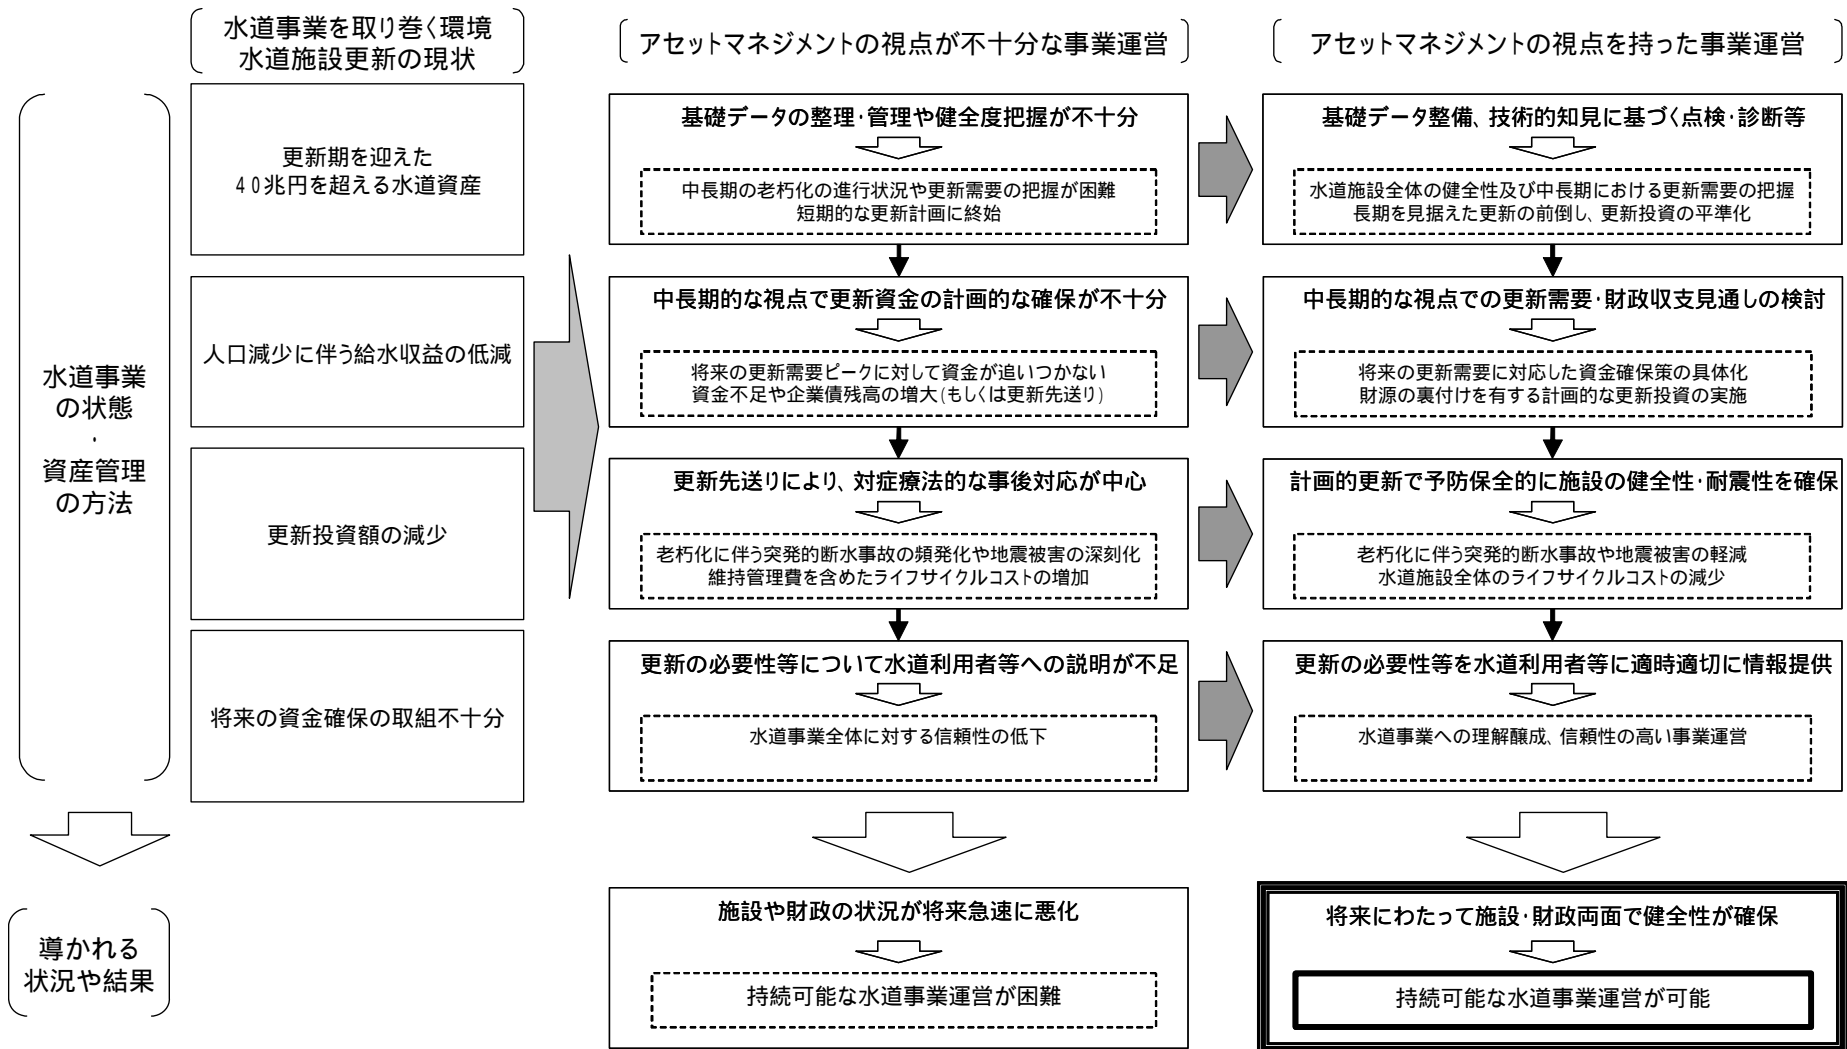 水道事業を取り巻く環境
水道施設更新の現状
アセットマネジメントの視点が不十分な事業運営
アセットマネジメントの視点を持った事業運営
水道事業
の状態
・
資産管理
の方法
更新期を迎えた
40兆円を超える水道資産
人口減少に伴う給水収益の低減
更新投資額の減少
将来の資金確保の取組不十分
基礎データの整理・管理や健全度把握が不十分
中長期の老朽化の進行状況や更新需要の把握が困難
短期的な更新計画に終始
中長期的な視点で更新資金の計画的な確保が不十分
将来の更新需要ピークに対して資金が追いつかない
資金不足や企業債残高の増大(もしくは更新先送り)
更新先送りにより、対症療法的な事後対応が中心
老朽化に伴う突発的断水事故の頻発化や地震被害の深刻化
維持管理費を含めたライフサイクルコストの増加
更新の必要性等について水道利用者等への説明が不足
水道事業全体に対する信頼性の低下
基礎データ整備、技術的知見に基づく点検・診断等
水道施設全体の健全性及び中長期における更新需要の把握
長期を見据えた更新の前倒し、更新投資の平準化
中長期的な視点での更新需要・財政収支見通しの検討
将来の更新需要に対応した資金確保策の具体化
財源の裏付けを有する計画的な更新投資の実施
計画的更新で予防保全的に施設の健全性・耐震性を確保
老朽化に伴う突発的断水事故や地震被害の軽減
水道施設全体のライフサイクルコストの減少
更新の必要性等を水道利用者等に適時適切に情報提供
水道事業への理解醸成、信頼性の高い事業運営
導かれる
状況や結果
施設や財政の状況が将来急速に悪化
持続可能な水道事業運営が困難
将来にわたって施設・財政両面で健全性が確保
持続可能な水道事業運営が可能